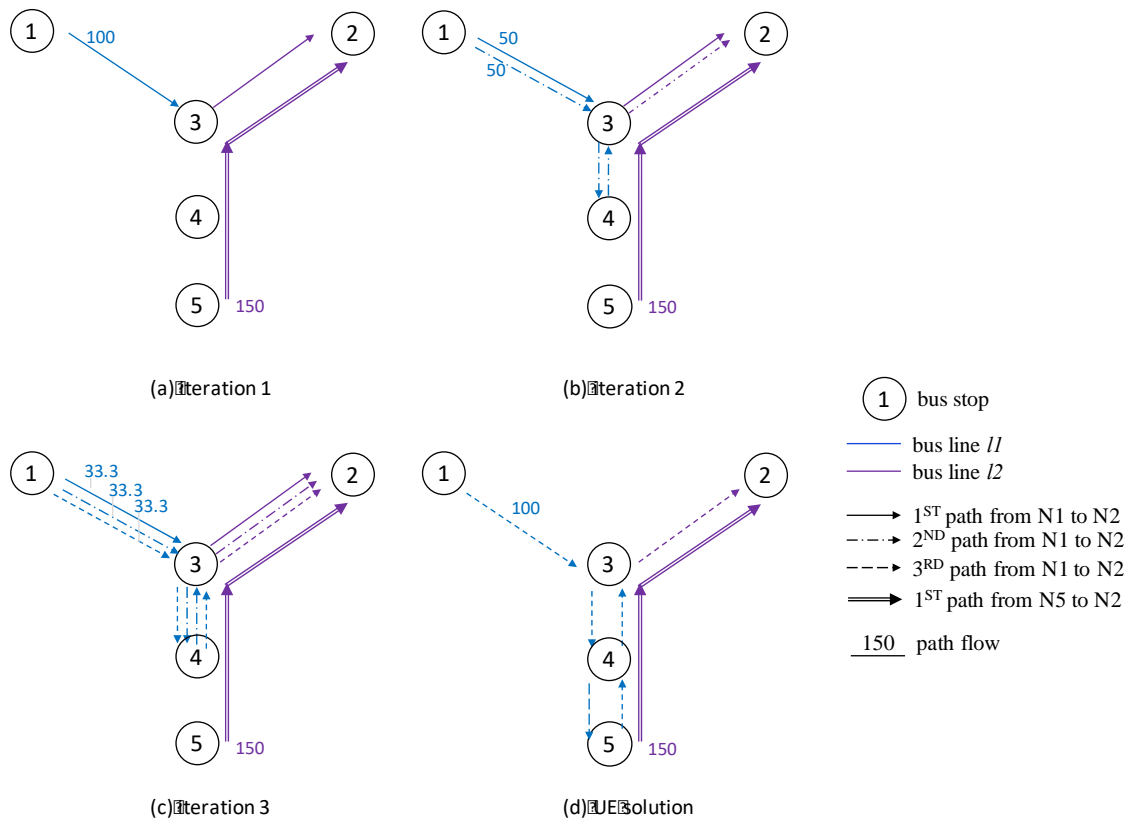 1
100
2
3
4
5
150
(a) Iteration 1
1
50
50
2
3
4
5
150
(b) Iteration 2
1
33.3
33.3
33.3
2
3
4
5
150
(c) Iteration 3
1
100
2
3
4
5
150
(d) UE solution
1 bus stop
bus line l1
bus line l2
1ST path from N1 to N2
2ND path from N1 to N2
3RD path from N1 to N2
1ST path from N5 to N2
150 path flow